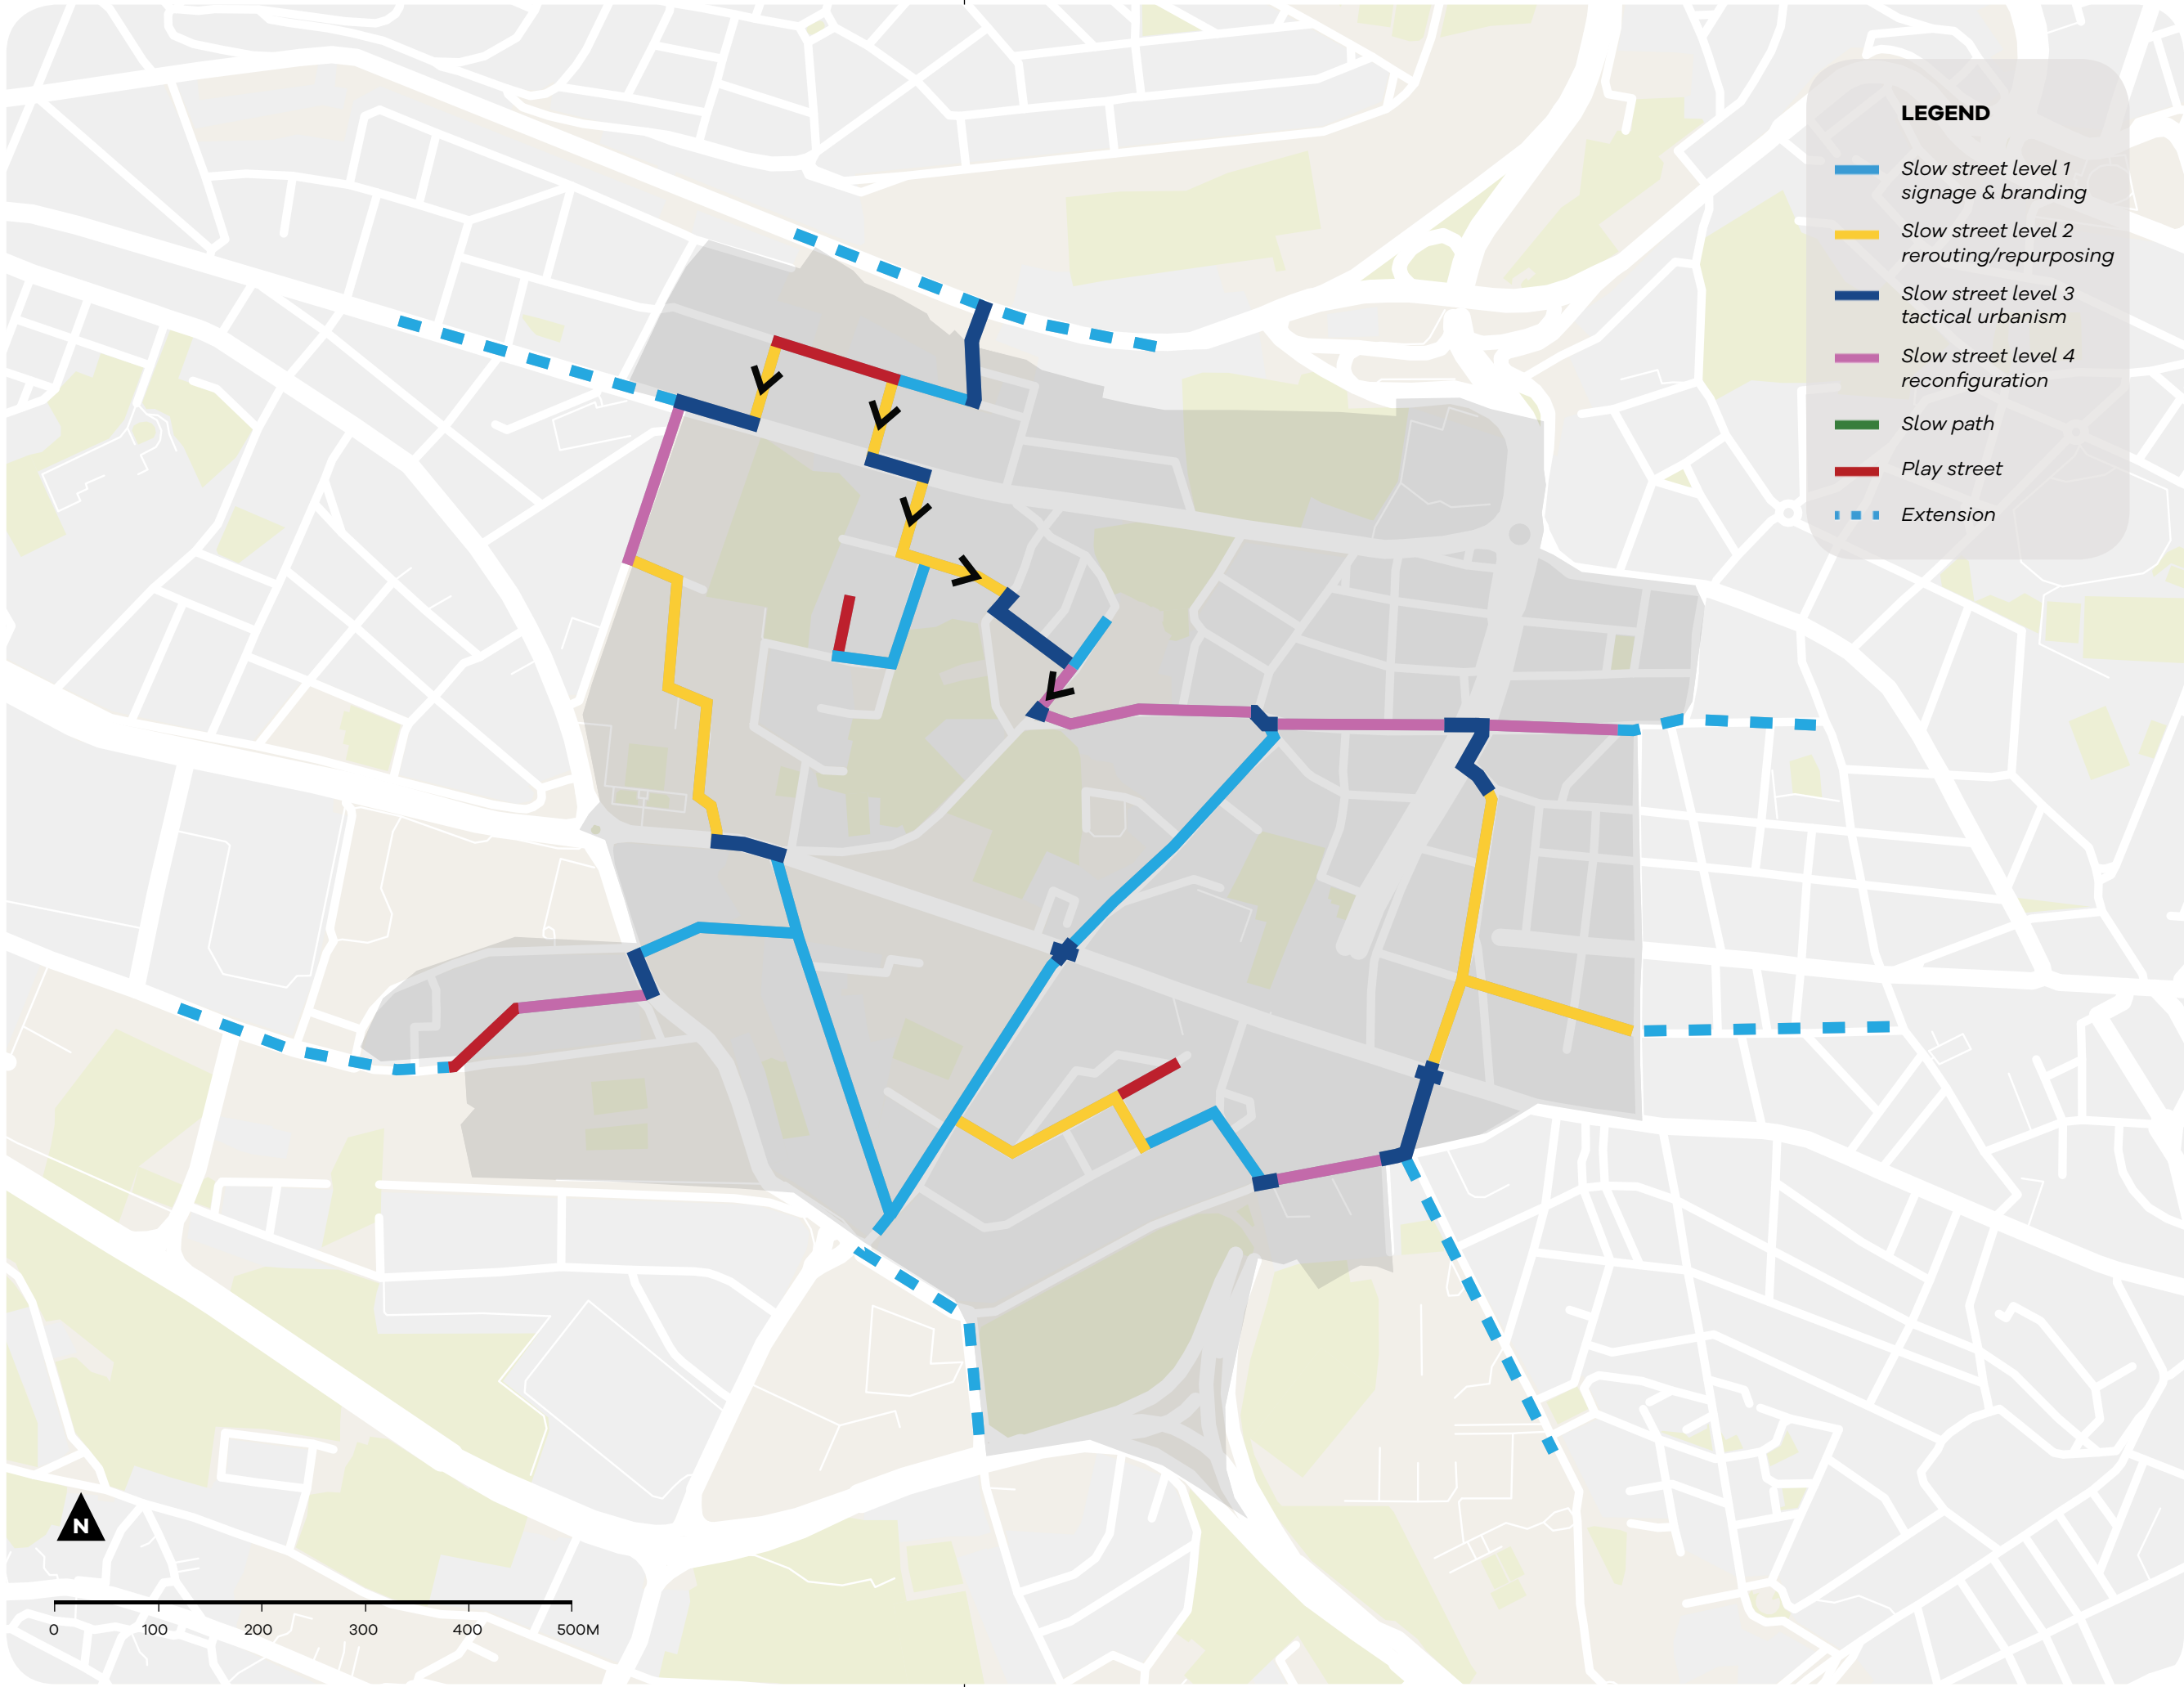 LEGEND
Slow street level 1
signage & branding
Slow street level 2
rerouting/repurposing
Slow street level 3
tactical urbanism
Slow street level 4
reconfiguration
Slow path
Play street
Extension
N
0 100 200 300 400 500M